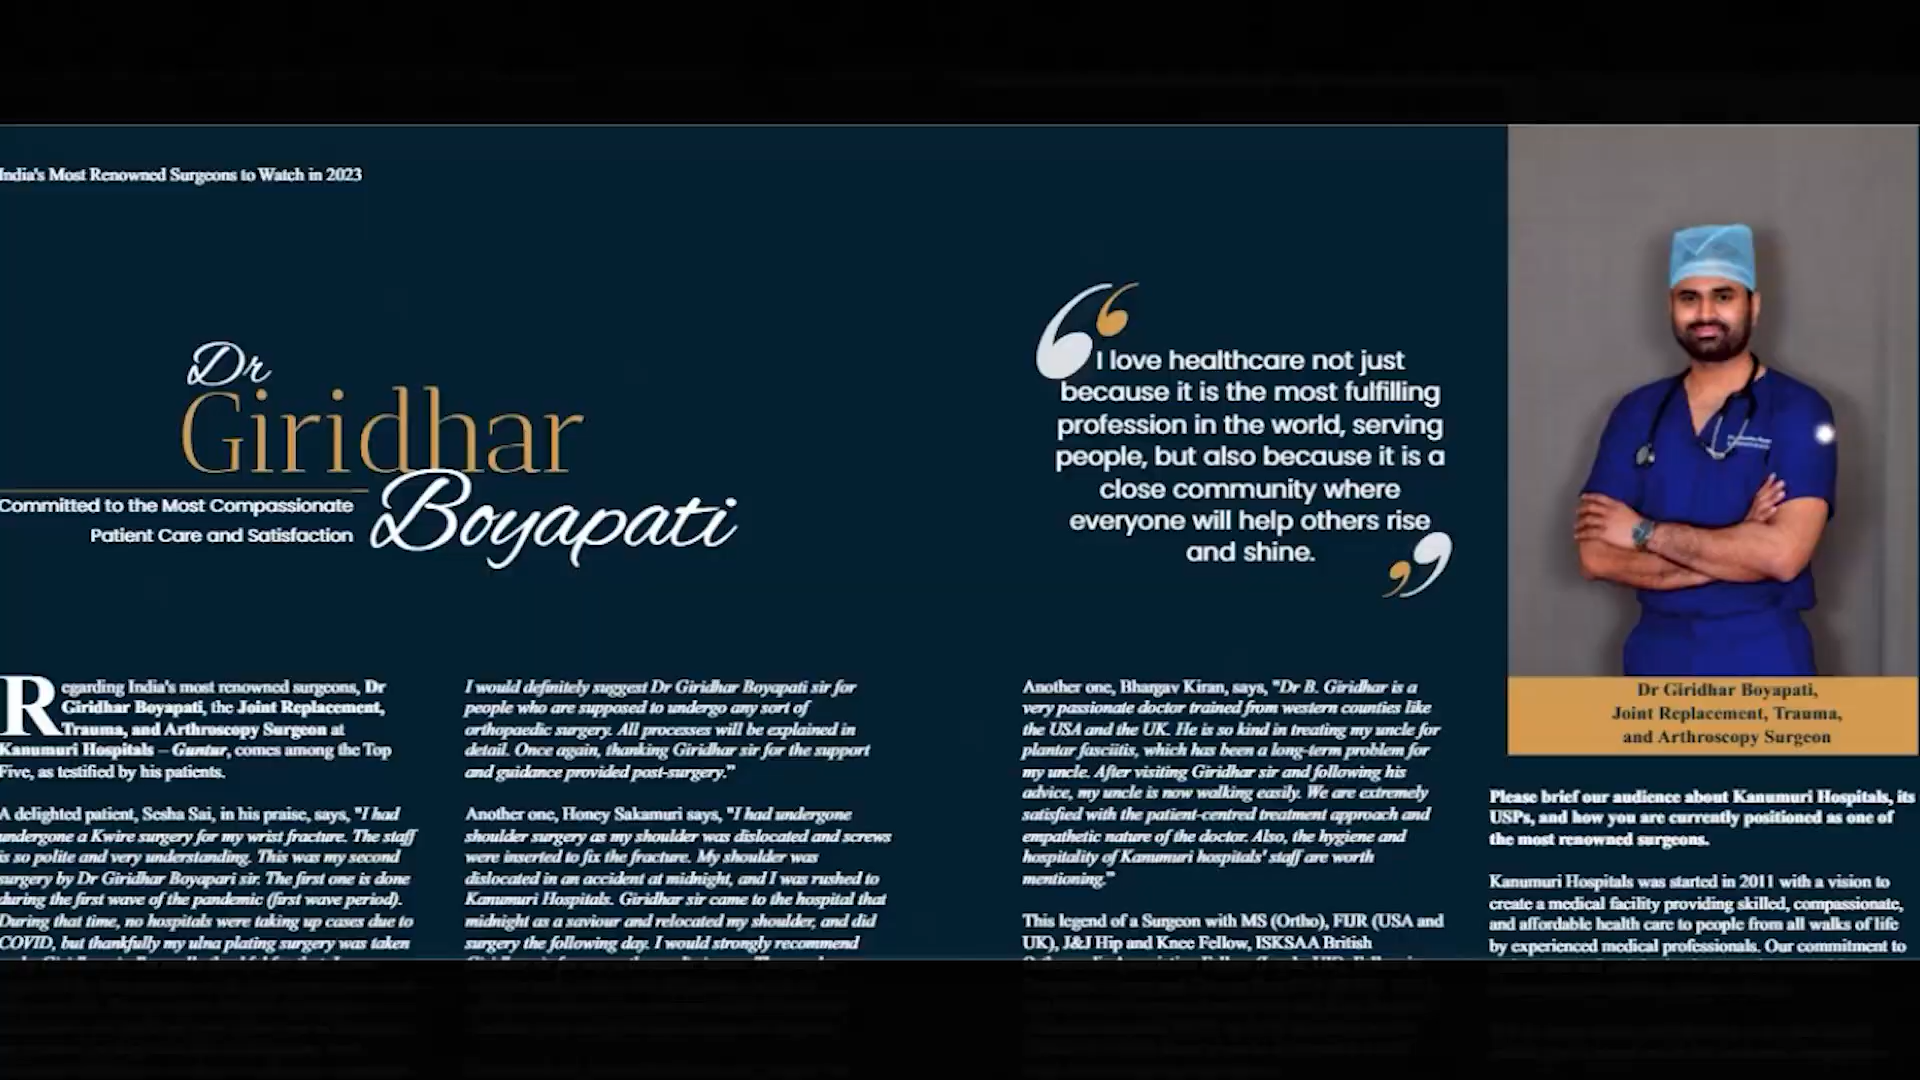 India's Most Renowned Surgeons to Watch in 2023
Dr
Giridhar
Boyapati
Committed to the Most Compassionate
Patient Care and Satisfaction
I love healthcare not just
because it is the most fulfilling
profession in the world, serving
people, but also because it is a
close community where
everyone will help others rise
and shine.
Regarding India's most renowned surgeons, Dr
Giridhar Boyapati, the Joint Replacement,
Trauma, and Arthroscopy Surgeon at
Kanumuri Hospitals – Guntur, comes among the Top
Five, as testified by his patients.
A delighted patient, Sesha Sai, in his praise, says, "I had
undergone a Kwire surgery for my wrist fracture. The staff
is so polite and very understanding. This was my second
surgery by Dr Giridhar Boyapari sir. The first one is done
during the first wave of the pandemic (first wave period).
During that time, no hospitals were taking up cases due to
COVID, but thankfully my ulna plating surgery was taken
I would definitely suggest Dr Giridhar Boyapati sir for
people who are supposed to undergo any sort of
orthopaedic surgery. All processes will be explained in
detail. Once again, thanking Giridhar sir for the support
and guidance provided post-surgery."
Another one, Honey Sakamuri says, "I had undergone
shoulder surgery as my shoulder was dislocated and screws
were inserted to fix the fracture. My shoulder was
dislocated in an accident at midnight, and I was rushed to
Kanumuri Hospitals. Giridhar sir came to the hospital that
midnight as a saviour and relocated my shoulder, and did
surgery the following day. I would strongly recommend
Another one, Bhargav Kiran, says, "Dr B. Giridhar is a
very passionate doctor trained from western counties like
the USA and the UK. He is so kind in treating my uncle for
plantar fasciitis, which has been a long-term problem for
my uncle. After visiting Giridhar sir and following his
advice, my uncle is now walking easily. We are extremely
satisfied with the patient-centred treatment approach and
empathetic nature of the doctor. Also, the hygiene and
hospitality of Kanumuri hospitals' staff are worth
mentioning."
This legend of a Surgeon with MS (Ortho), FIJR (USA and
UK), J&J Hip and Knee Fellow, ISKSAA British
Dr Giridhar Boyapati,
Joint Replacement, Trauma,
and Arthroscopy Surgeon
Please brief our audience about Kanumuri Hospitals, its
USPs, and how you are currently positioned as one of
the most renowned surgeons.
Kanumuri Hospitals was started in 2011 with a vision to
create a medical facility providing skilled, compassionate,
and affordable health care to people from all walks of life
by experienced medical professionals. Our commitment to